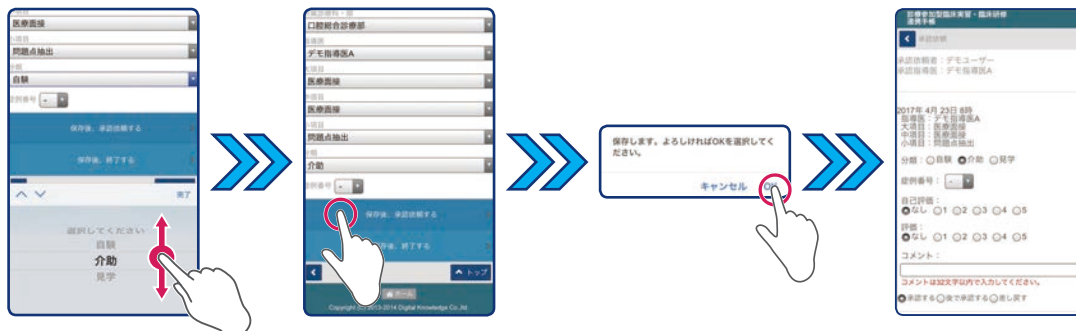 医療面接
小項目
問題点抽出
分類
自験
症例番号 -
保存後、承認依頼する
保存後、終了する
完了
選択してください
自験
介助
見学
口腔総合診療部
指導医
デモ指導医A
大項目
医療面接
中項目
医療面接
小項目
問題点抽出
分類
介助
症例番号 -
保存後、承認依頼する
保存後、終了する
トップ
ホーム
Copyright (C) 2013-2014 Digital Knowledge Co.,ltd
保存します。よろしければOKを選択してく
ださい。
キャンセル OK
診療参加型臨床実習・臨床研修
連携手帳
承認依頼
承認依頼者:デモユーザー
承認指導医:デモ指導医A
2017年 4月 23日 8時
指導医:デモ指導医A
大項目:医療面接
中項目:医療面接
小項目:問題点抽出
分類:自験 介助 見学
症例番号: -
自己評価:
なし 1 2 3 4 5
評価:
なし 1 2 3 4 5
コメント:
コメントは32文字以内で入力してください。
承認する 後で承認する 差し戻す